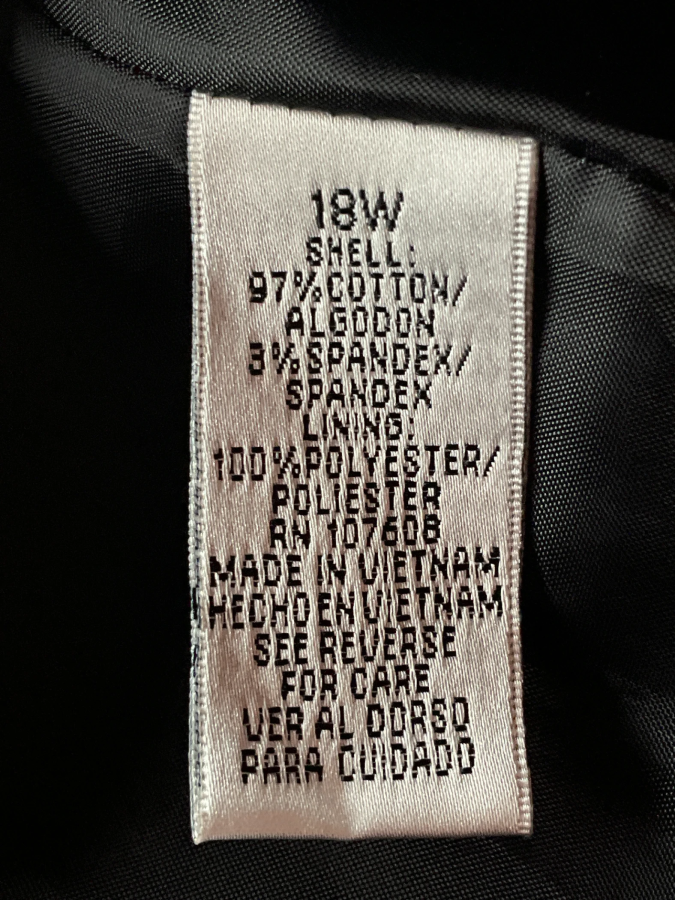 18W
SHELL:
97%COTTON/
ALGODON
3%SPANDEX/
SPANDEX
LINING:
100%POLYESTER/
POLIESTER
RN 107608
MADE IN VIETNAM
HECHO EN VIETNAM
SEE REVERSE
FOR CARE
VER AL DORSO
PARA CUIDADO